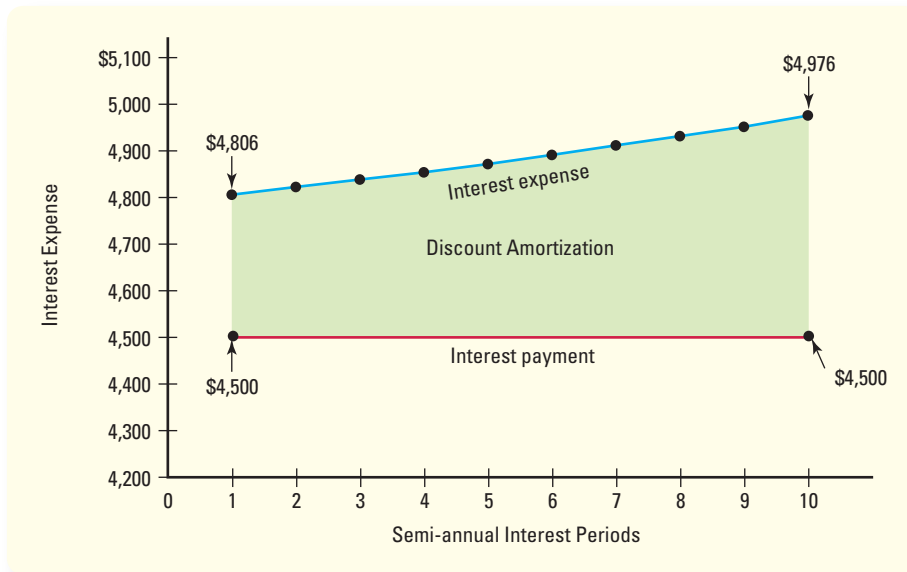 $5,100
5,000
4,900
4,800
4,700
4,600
4,500
4,400
4,300
4,200
Interest Expense
$4,806
$4,976
Interest expense
Discount Amortization
Interest payment
$4,500
$4,500
0 1 2 3 4 5 6 7 8 9 10
Semi-annual Interest Periods